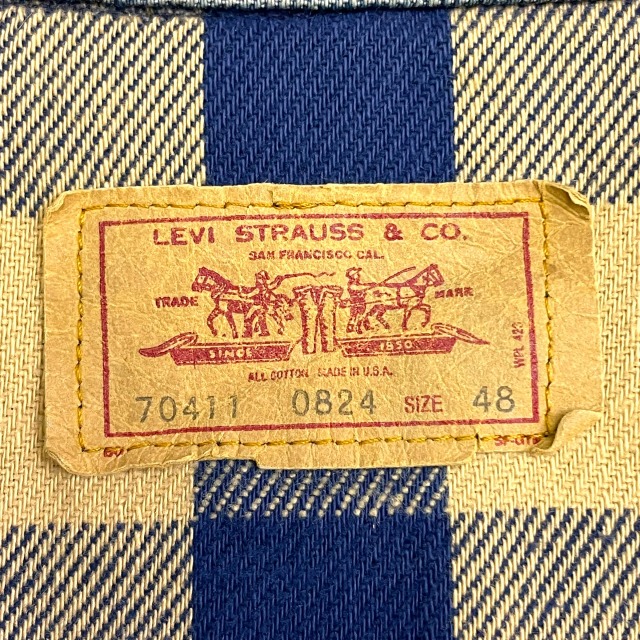 LEVI STRAUSS & CO.
SAN FRANCISCO CAL.
TRADE MARK
SINCE 1850
WPL 423
ALL COTTON MADE IN U.S.A.
70411 0824 SIZE 48